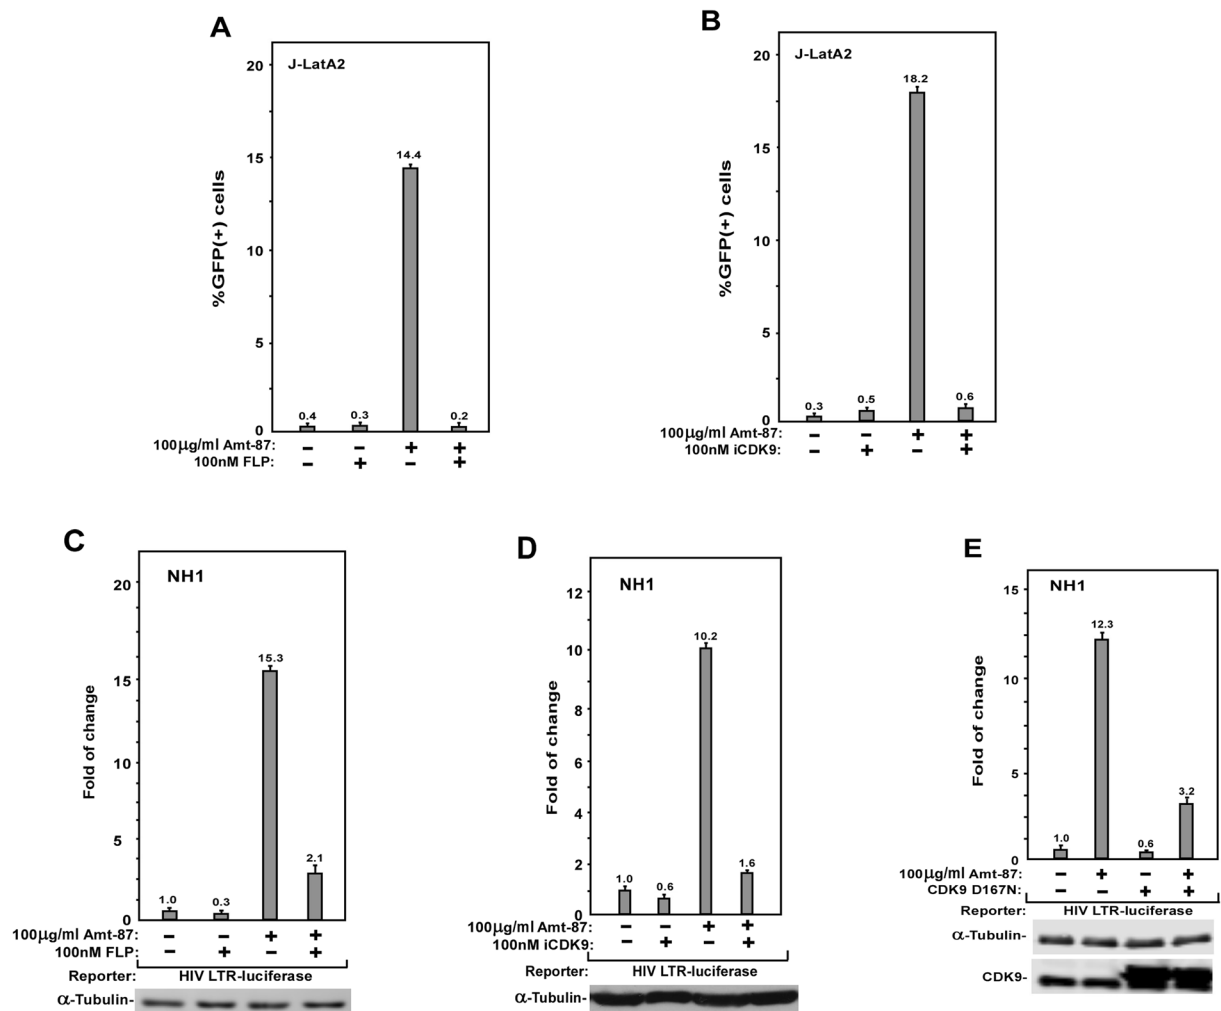 A
J-LatA2
%GFP(+) cells
20
15
10
5
0
0.4
0.3
14.4
0.2
100µg/ml Amt-87: – – + +
100nM FLP: – + – +
B
J-LatA2
%GFP(+) cells
20
15
10
5
0
0.3
0.5
18.2
0.6
100µg/ml Amt-87: – – + +
100nM iCDK9: – + – +
C
NH1
Fold of change
20
15
10
5
0
1.0
0.3
15.3
2.1
100µg/ml Amt-87: – – + +
100nM FLP: – + – +
Reporter: HIV LTR-luciferase
α-Tubulin-
D
NH1
Fold of change
12
10
8
6
4
2
0
1.0
0.6
10.2
1.6
100µg/ml Amt-87: – – + +
100nM iCDK9: – + – +
Reporter: HIV LTR-luciferase
α-Tubulin-
E
NH1
Fold of change
15
10
5
0
1.0
12.3
0.6
3.2
100µg/ml Amt-87: – + – +
CDK9 D167N: – – + +
Reporter: HIV LTR-luciferase
α-Tubulin-
CDK9-